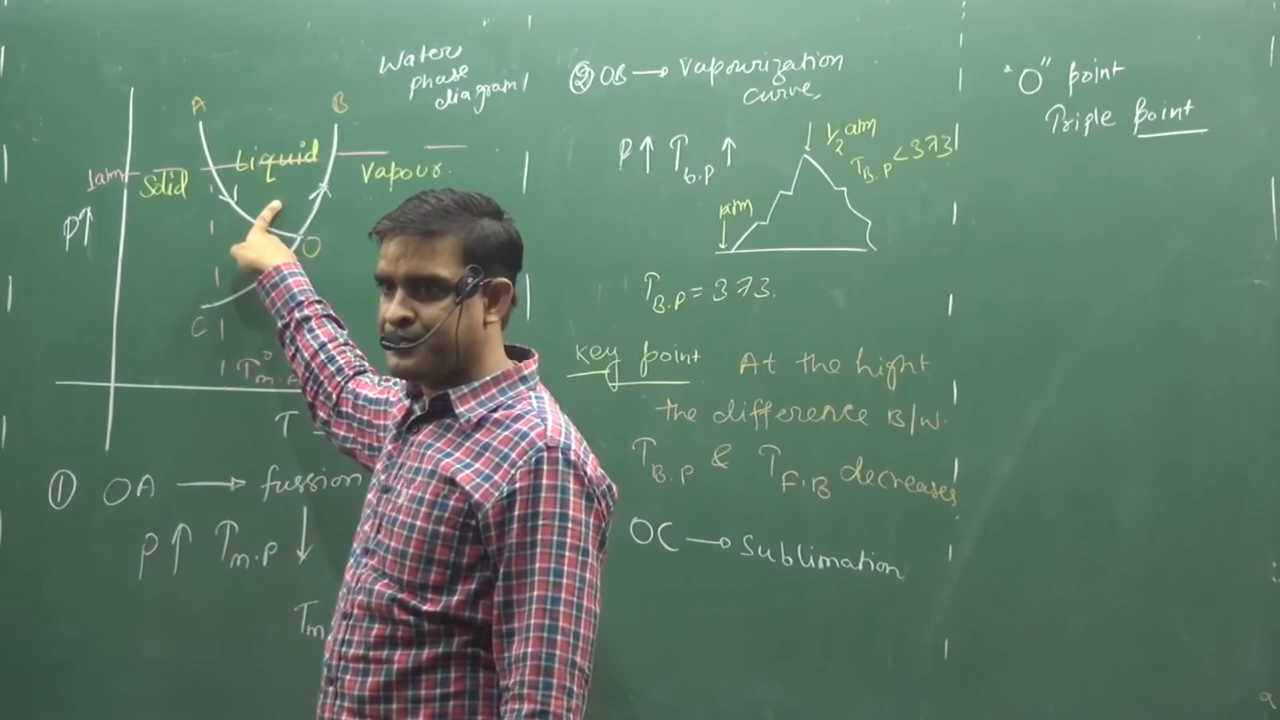 Water
phase
diagram
A
B
1atm
Solid
Liquid
Vapour.
P↑
O
C
T
① OA → fussion
P↑ Tm.p ↓
Tm
② OB → Vapourization
curve,
P↑ Tb.p ↑
↓ 1/2 atm
TB.P < 373
atm
↓
TB.P = 373.
Key point
At the hight
the difference B/W.
TB.P & TF.B decreases
OC → Sublimation
"O" point
Triple point